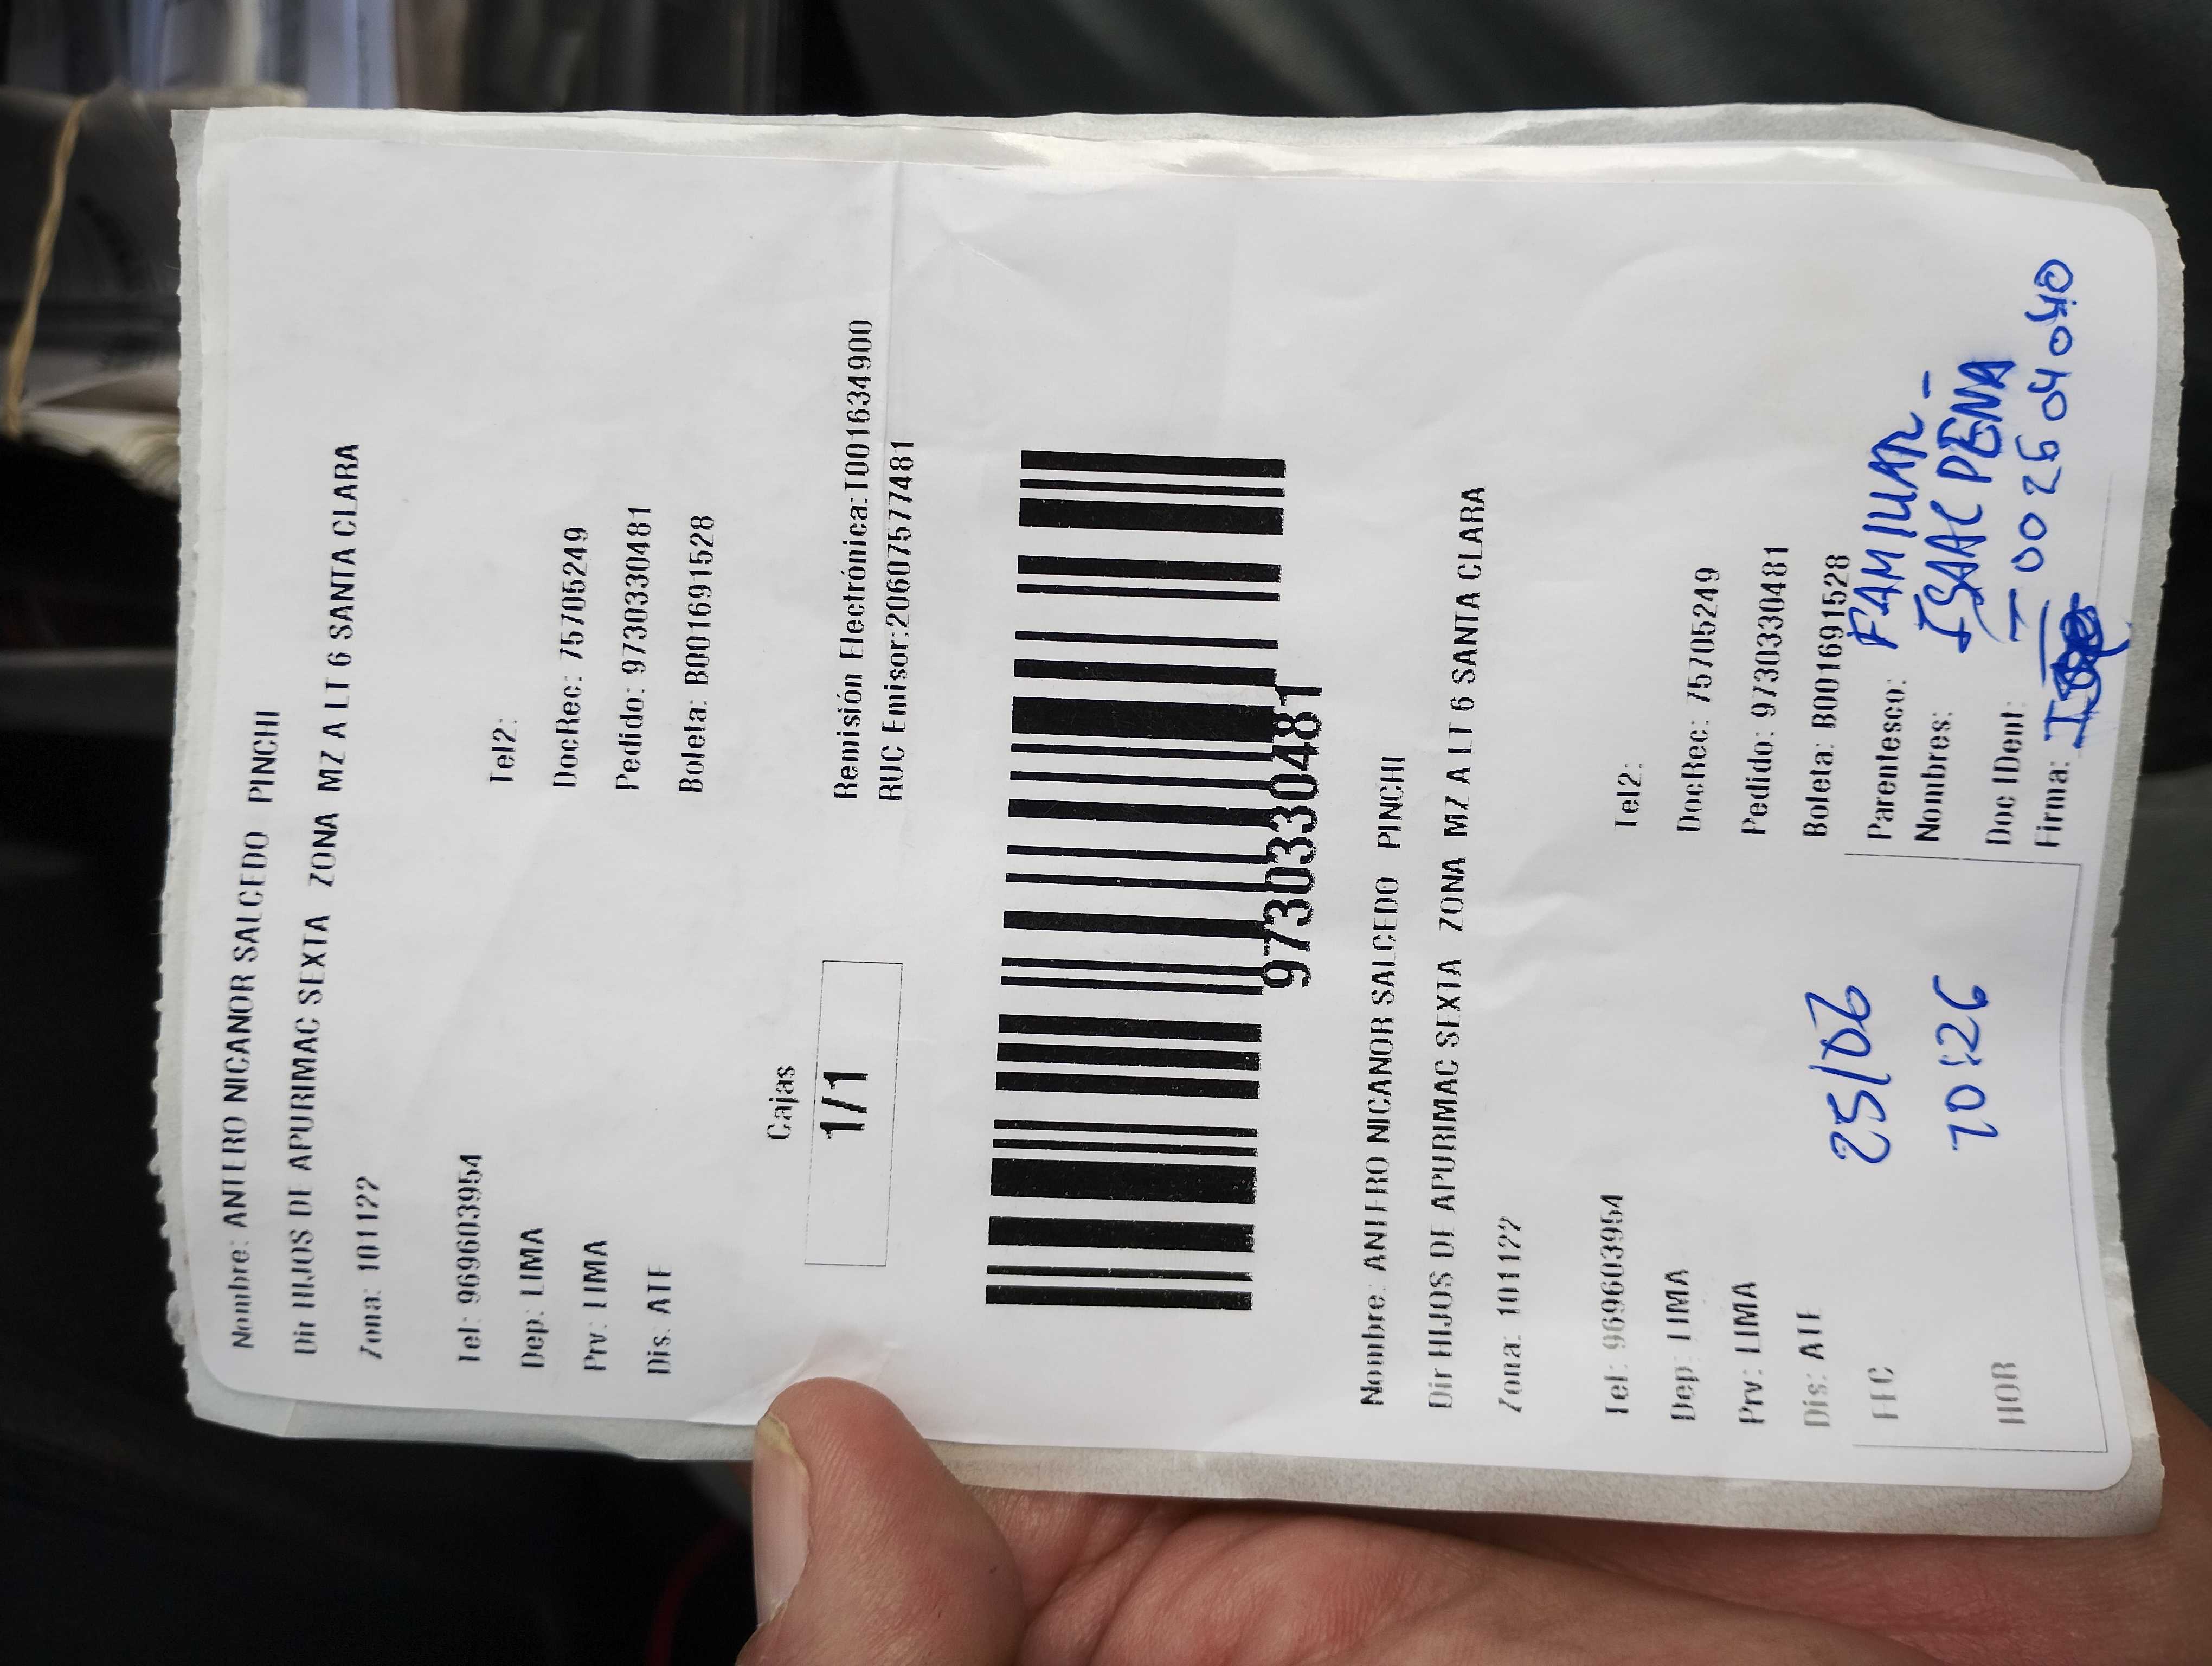 Nombre: ANTERO NICANOR SALCEDO PINCHI
Dir HIJOS DE APURIMAC SEXTA ZONA MZ A LT 6 SANTA CLARA
Zona: 101122
Tel: 969603954 Tel2:
Dep: LIMA DocRec: 75705249
Prv: LIMA Pedido: 9730330481
Dis: ATE Boleta: B001691528
Cajas
1/1
Remisión Electrónica:T001634900
RUC Emisor:20607577481
9730330481
Nombre: ANTERO NICANOR SALCEDO PINCHI
Dir HIJOS DE APURIMAC SEXTA ZONA MZ A LT 6 SANTA CLARA
Zona: 101122
Tel: 969603954 Tel2:
Dep: LIMA DocRec: 75705249
Prv: LIMA Pedido: 9730330481
Dis: ATE Boleta: B001691528
FEC 25/06 Parentesco: FAMILIAR -
Nombres: ISAAC PEÑA
HOR 10:26 Doc IDent:
Firma: